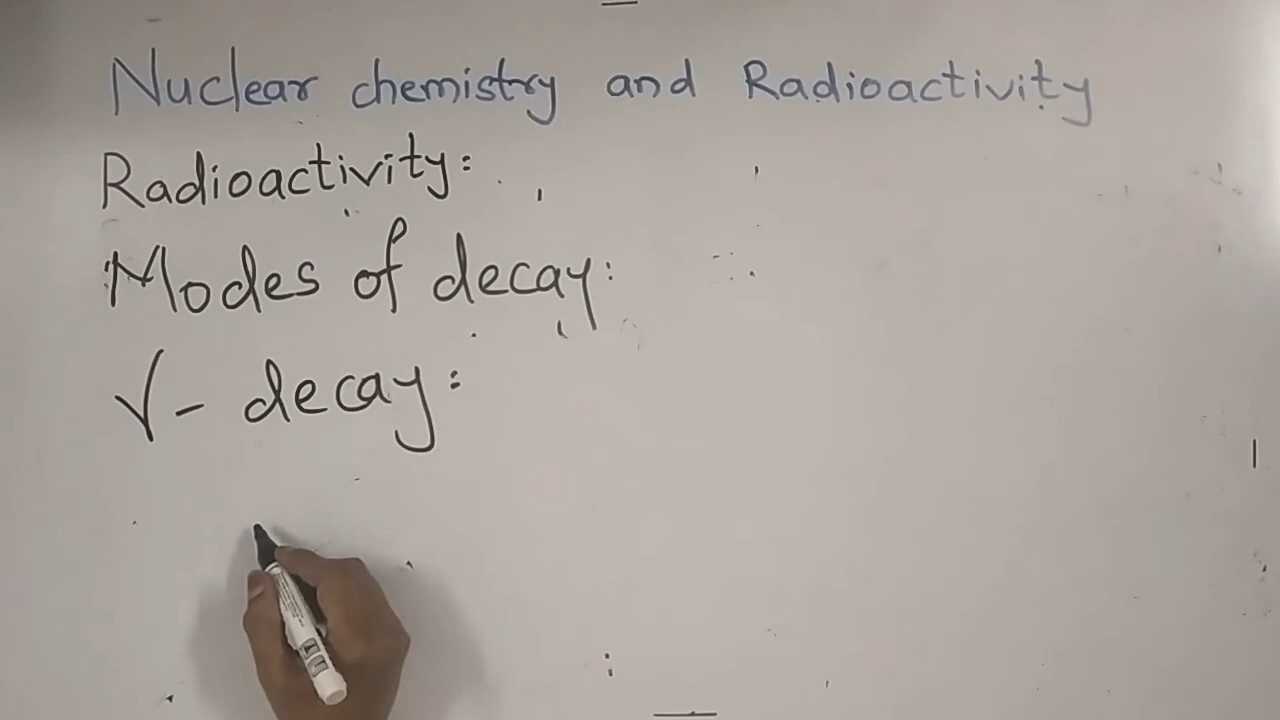 Nuclear chemistry and Radioactivity
Radioactivity:
Modes of decay:
γ- decay: